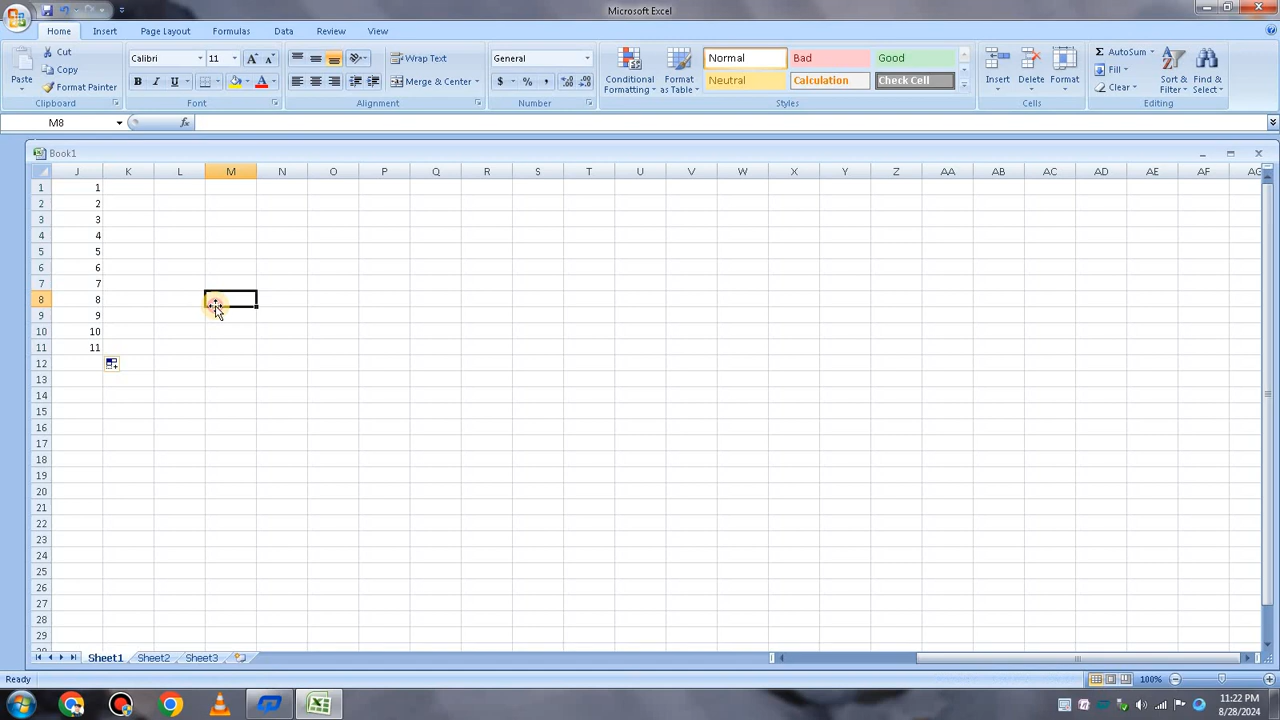 Microsoft Excel
Home Insert Page Layout Formulas Data Review View
Paste
Cut
Copy
Format Painter
Clipboard
Calibri 11
B I U
Font
Wrap Text
Merge & Center
Alignment
General
$ % ,
Number
Conditional Formatting
Format as Table
Normal Bad Good
Neutral Calculation Check Cell
Styles
Insert Delete Format
Cells
Σ AutoSum
Fill
Clear
Sort & Filter
Find & Select
Editing
M8 fx
Book1
J K L M N O P Q R S T U V W X Y Z AA AB AC AD AE AF AG
1 1
2 2
3 3
4 4
5 5
6 6
7 7
8 8
9 9
10 10
11 11
12
13
14
15
16
17
18
19
20
21
22
23
24
25
26
27
28
29
Sheet1 Sheet2 Sheet3
Ready 100%
11:22 PM
8/28/2024